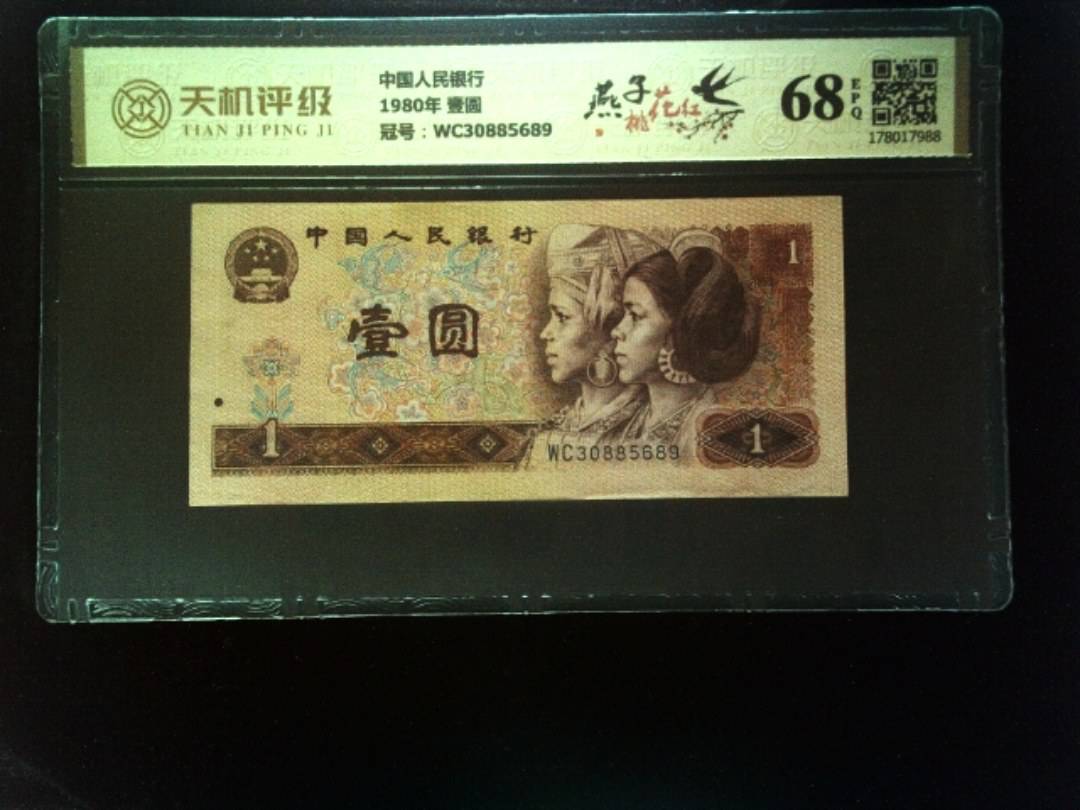 天机评级
TIAN JI PING JI
中国人民银行
1980年 壹圆
冠号：WC30885689
燕子
桃花红
68
EPQ
178017988
中国人民银行
1
壹圆
1
WC30885689
1